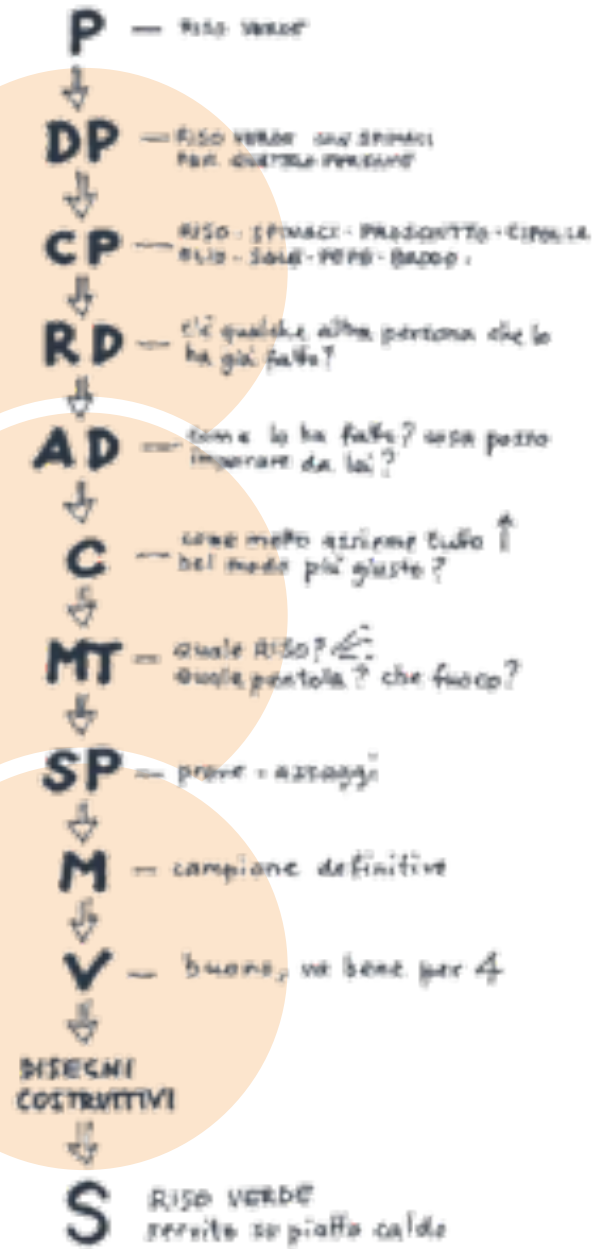 P — RISO VERDE
DP — RISO VERDE CON SPINACI
PER QUATTRO PERSONE
CP — RISO - SPINACI - PROSCIUTTO - CIPOLLA
OLIO - SALE - PEPE - BRODO.
RD — c'è qualche altra persona che lo
ha già fatto?
AD — come lo ha fatto? cosa posso
imparare da lui?
C — come metto assieme tutto ↑
nel modo più giusto?
MT — quale RISO?
quale pentola? che fuoco?
SP — prove - assaggi
M — campione definitivo
V — buono, va bene per 4
DISEGNI
COSTRUTTIVI
S RISO VERDE
servito su piatto caldo